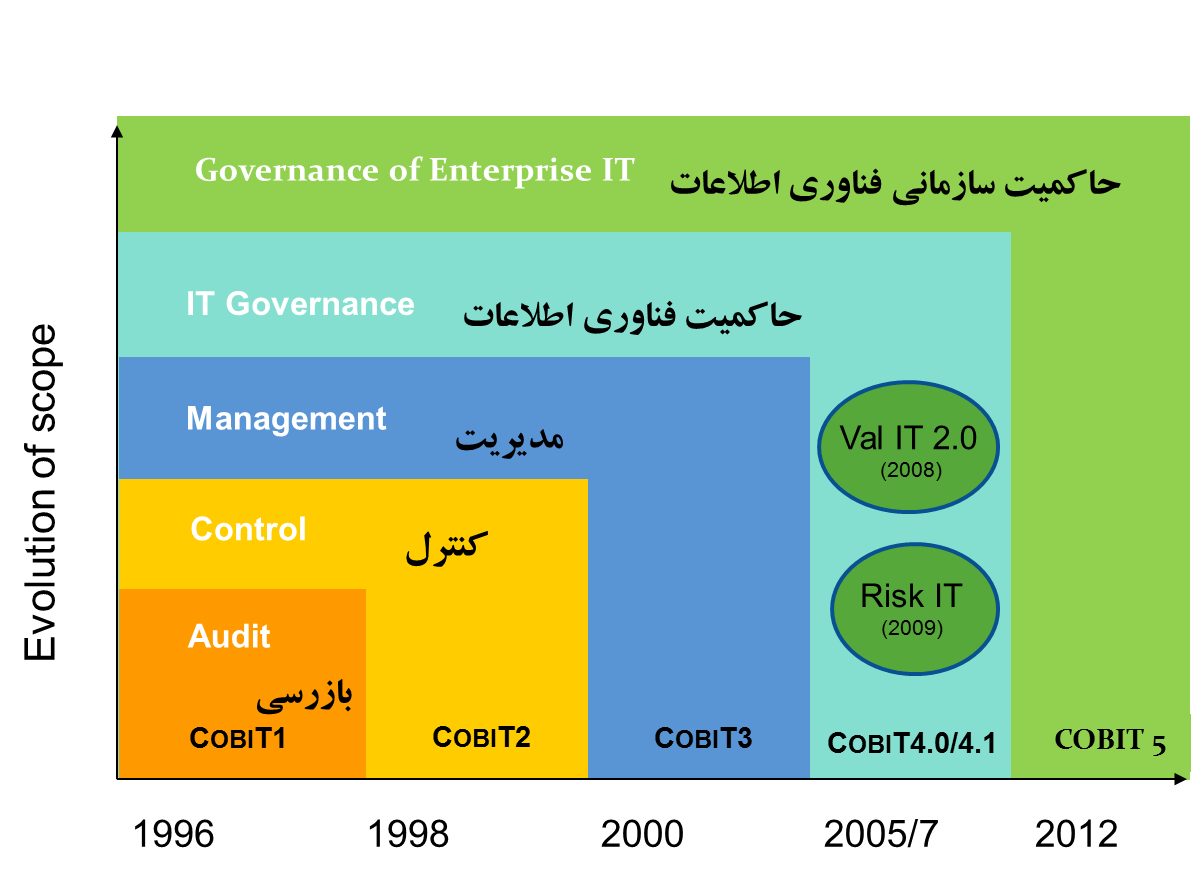 Governance of Enterprise IT
حاکمیت سازمانی فناوری اطلاعات
IT Governance
حاکمیت فناوری اطلاعات
Management
مدیریت
Val IT 2.0
(2008)
Control
کنترل
Risk IT
(2009)
Audit
بازرسی
COBIT1
COBIT2
COBIT3
COBIT4.0/4.1
COBIT 5
1996
1998
2000
2005/7
2012
Evolution of scope